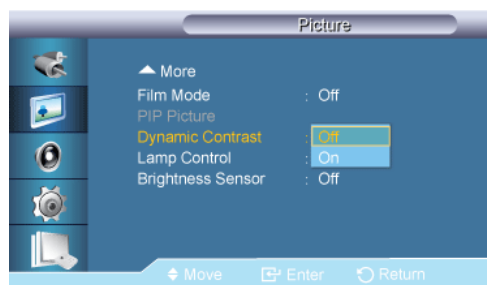 Picture
More
Film Mode : Off
PIP Picture
Dynamic Contrast : Off
Lamp Control : On
Brightness Sensor : Off
Move Enter Return